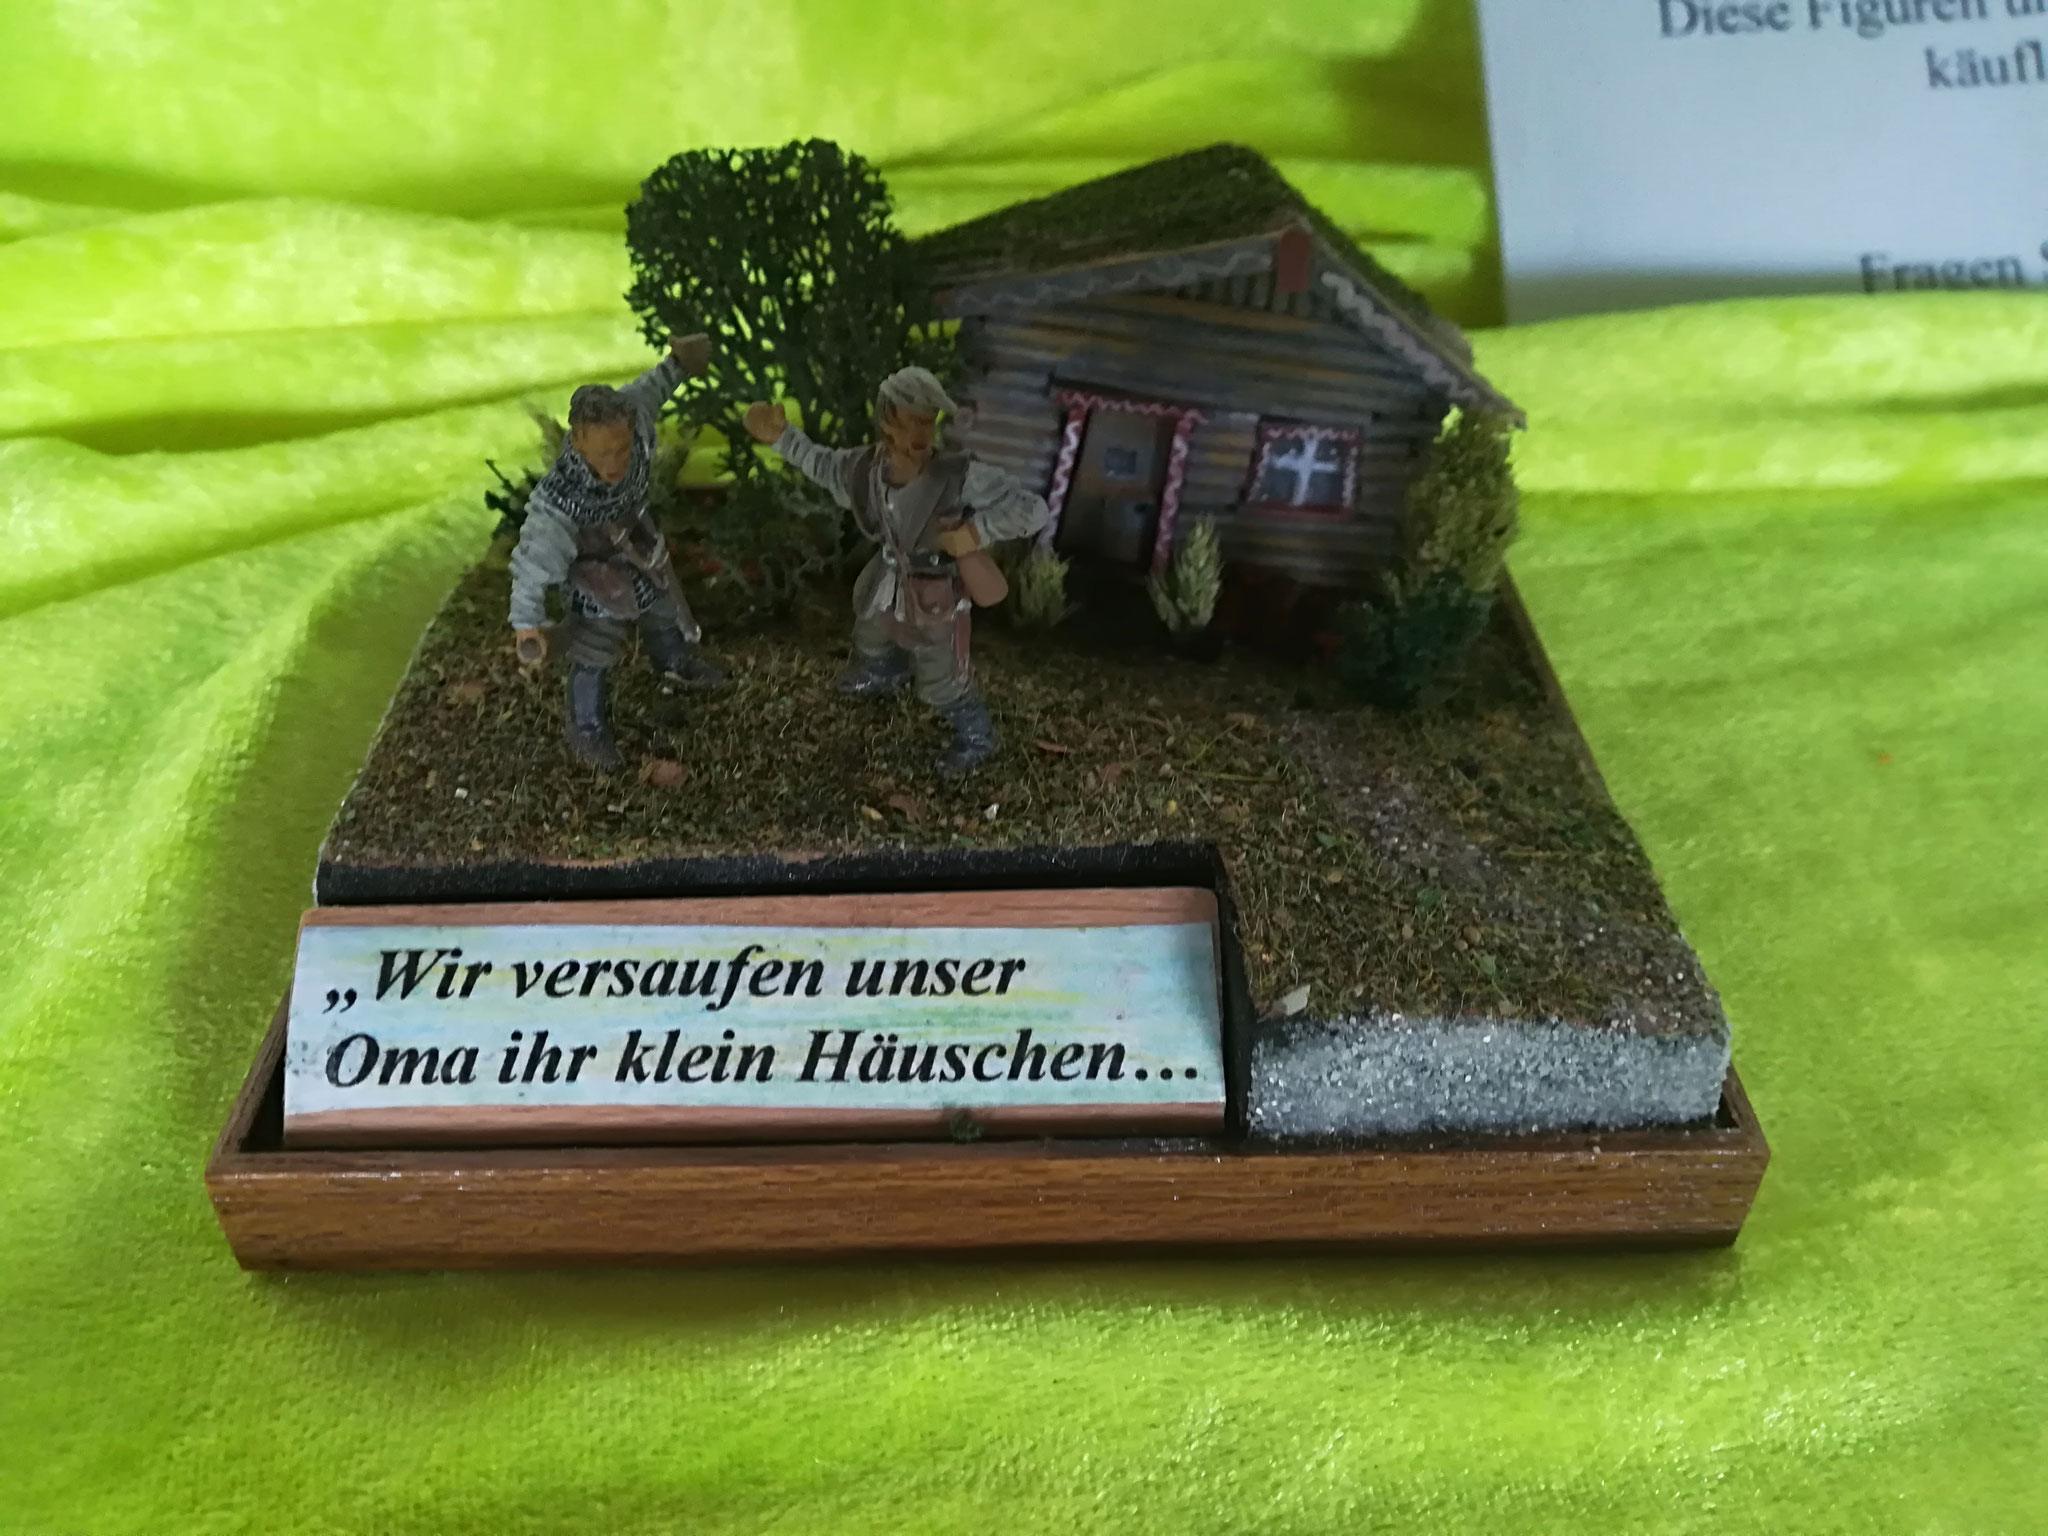 Diese Figuren
käufl
Fragen
„Wir versaufen unser
Oma ihr klein Häuschen...